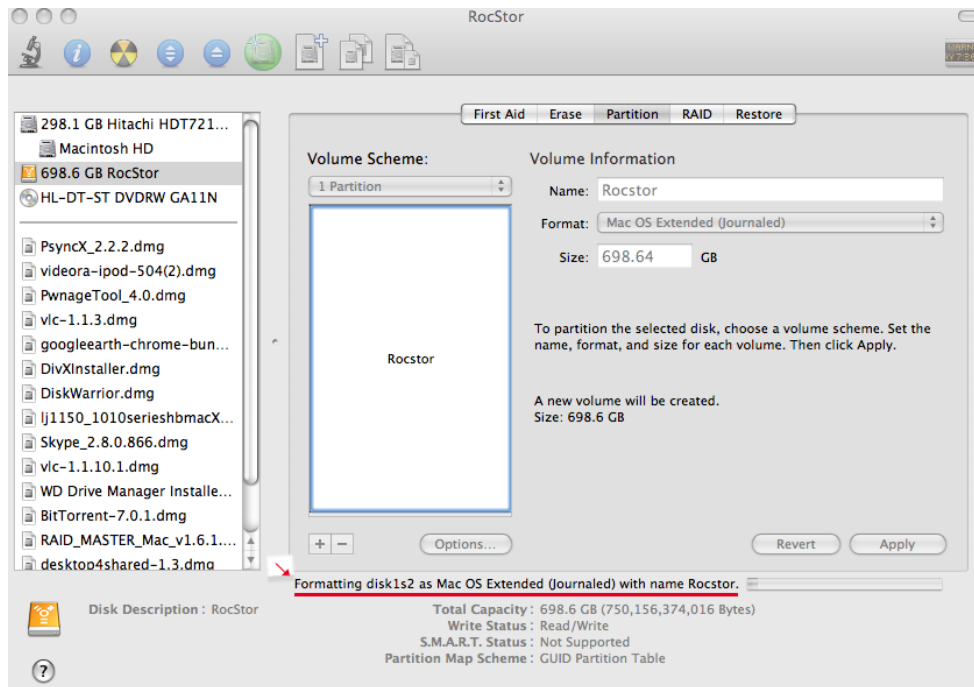 RocStor
First Aid
Erase
Partition
RAID
Restore
298.1 GB Hitachi HDT721...
Macintosh HD
698.6 GB RocStor
HL-DT-ST DVDRW GA11N
PsyncX_2.2.2.dmg
videora-ipod-504(2).dmg
PwnageTool_4.0.dmg
vlc-1.1.3.dmg
googleearth-chrome-bun...
DivXInstaller.dmg
DiskWarrior.dmg
lj1150_1010serieshbmacX...
Skype_2.8.0.866.dmg
vlc-1.1.10.1.dmg
WD Drive Manager Installe...
BitTorrent-7.0.1.dmg
RAID_MASTER_Mac_v1.6.1....
desktop4shared-1.3.dmg
Volume Scheme:
1 Partition
Rocstor
+ −
Options...
Volume Information
Name: Rocstor
Format: Mac OS Extended (Journaled)
Size: 698.64 GB
To partition the selected disk, choose a volume scheme. Set the
name, format, and size for each volume. Then click Apply.
A new volume will be created.
Size: 698.6 GB
Revert
Apply
Formatting disk1s2 as Mac OS Extended (Journaled) with name Rocstor.
Disk Description : RocStor
Total Capacity : 698.6 GB (750,156,374,016 Bytes)
Write Status : Read/Write
S.M.A.R.T. Status : Not Supported
Partition Map Scheme : GUID Partition Table
?